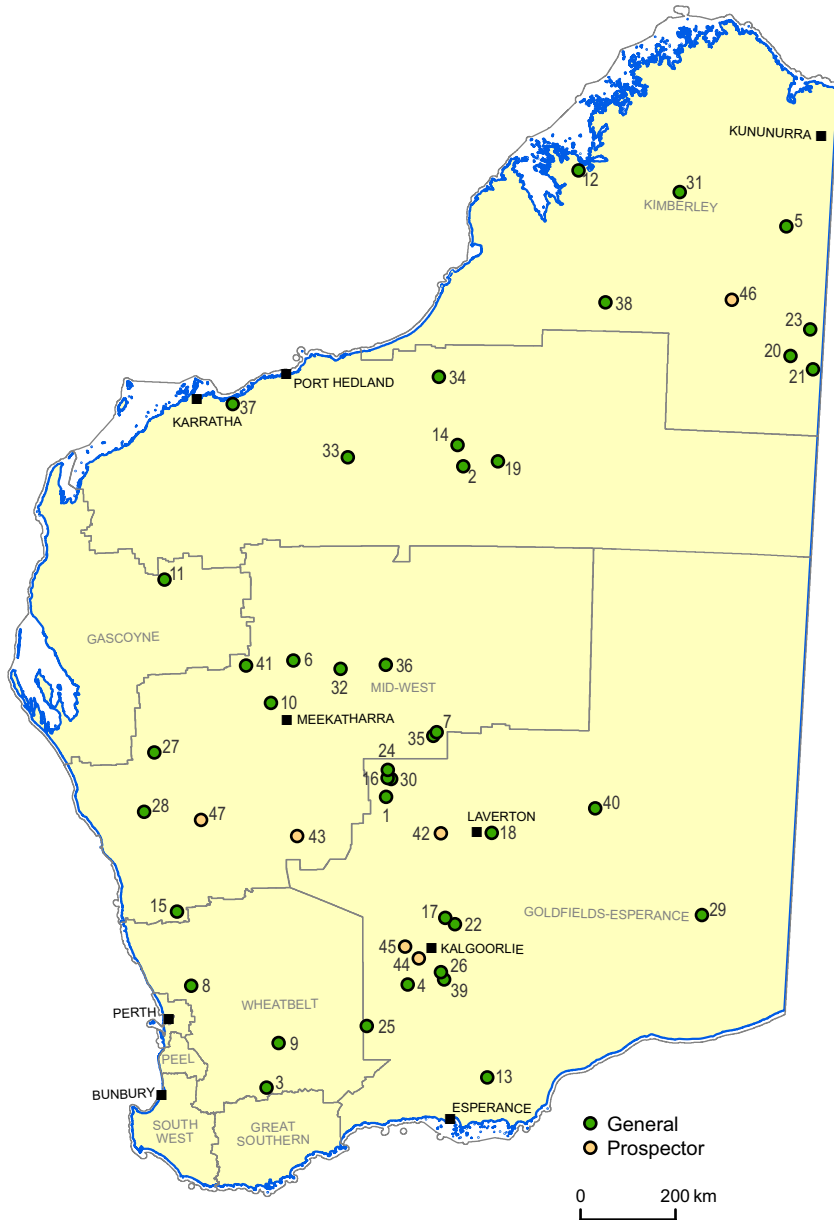 KUNUNURRA
12
31
KIMBERLEY
5
46
38
23
20
21
PORT HEDLAND
34
37
KARRATHA
14
33
2
19
11
GASCOYNE
41
6
32
36
MID-WEST
10
MEEKATHARRA
7
35
27
24
16
30
1
28
47
43
40
LAVERTON
42
18
15
17
22
GOLDFIELDS-ESPERANCE
29
45
KALGOORLIE
44
26
4
39
8
WHEATBELT
PERTH
25
9
PEEL
3
13
BUNBURY
ESPERANCE
SOUTH
WEST
GREAT
SOUTHERN
General
Prospector
0
200 km